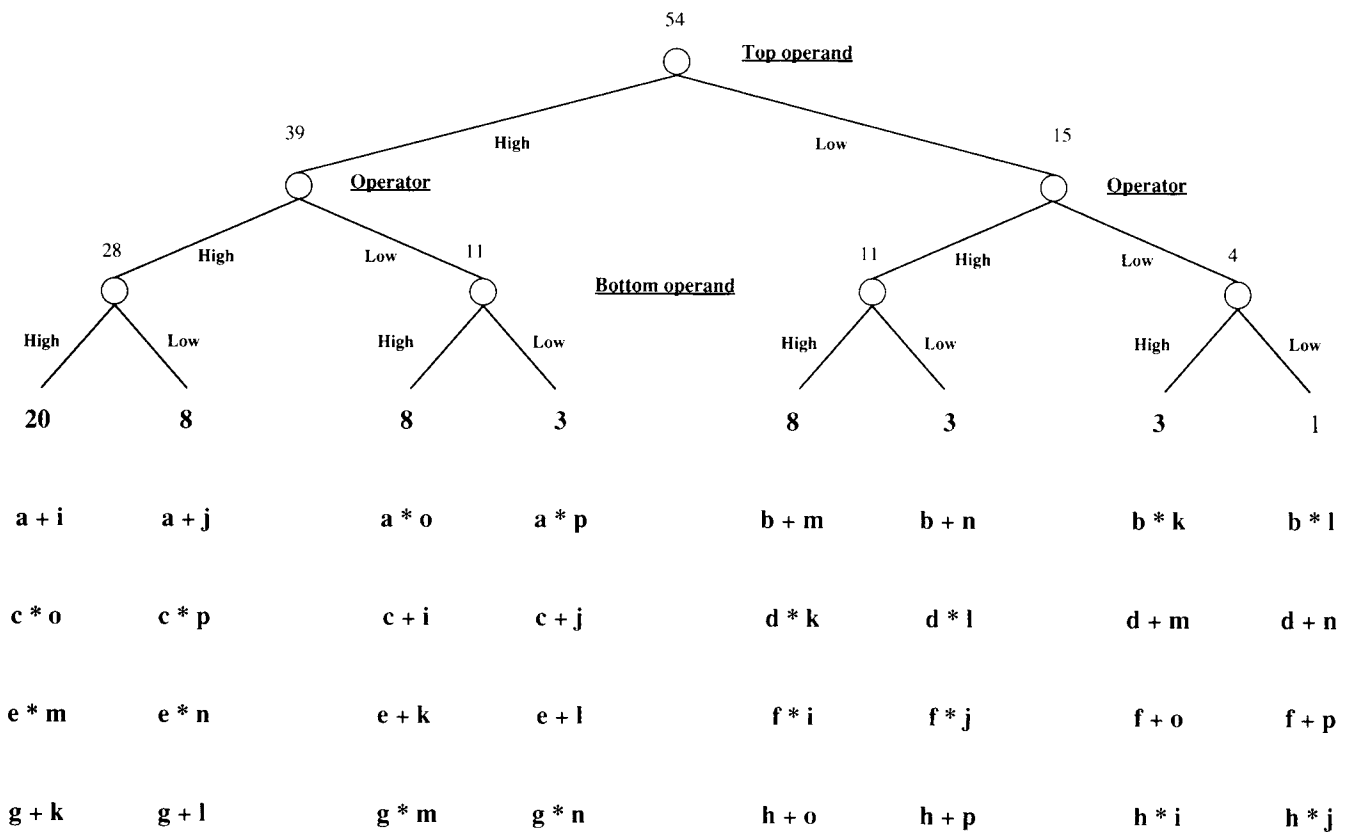 54
Top operand
39 High Low 15
Operator Operator
28 High Low 11 11 High Low 4
Bottom operand
High Low High Low High Low High Low
20 8 8 3 8 3 3 1
a + i a + j a * o a * p b + m b + n b * k b * l
c * o c * p c + i c + j d * k d * l d + m d + n
e * m e * n e + k e + l f * i f * j f + o f + p
g + k g + l g * m g * n h + o h + p h * i h * j